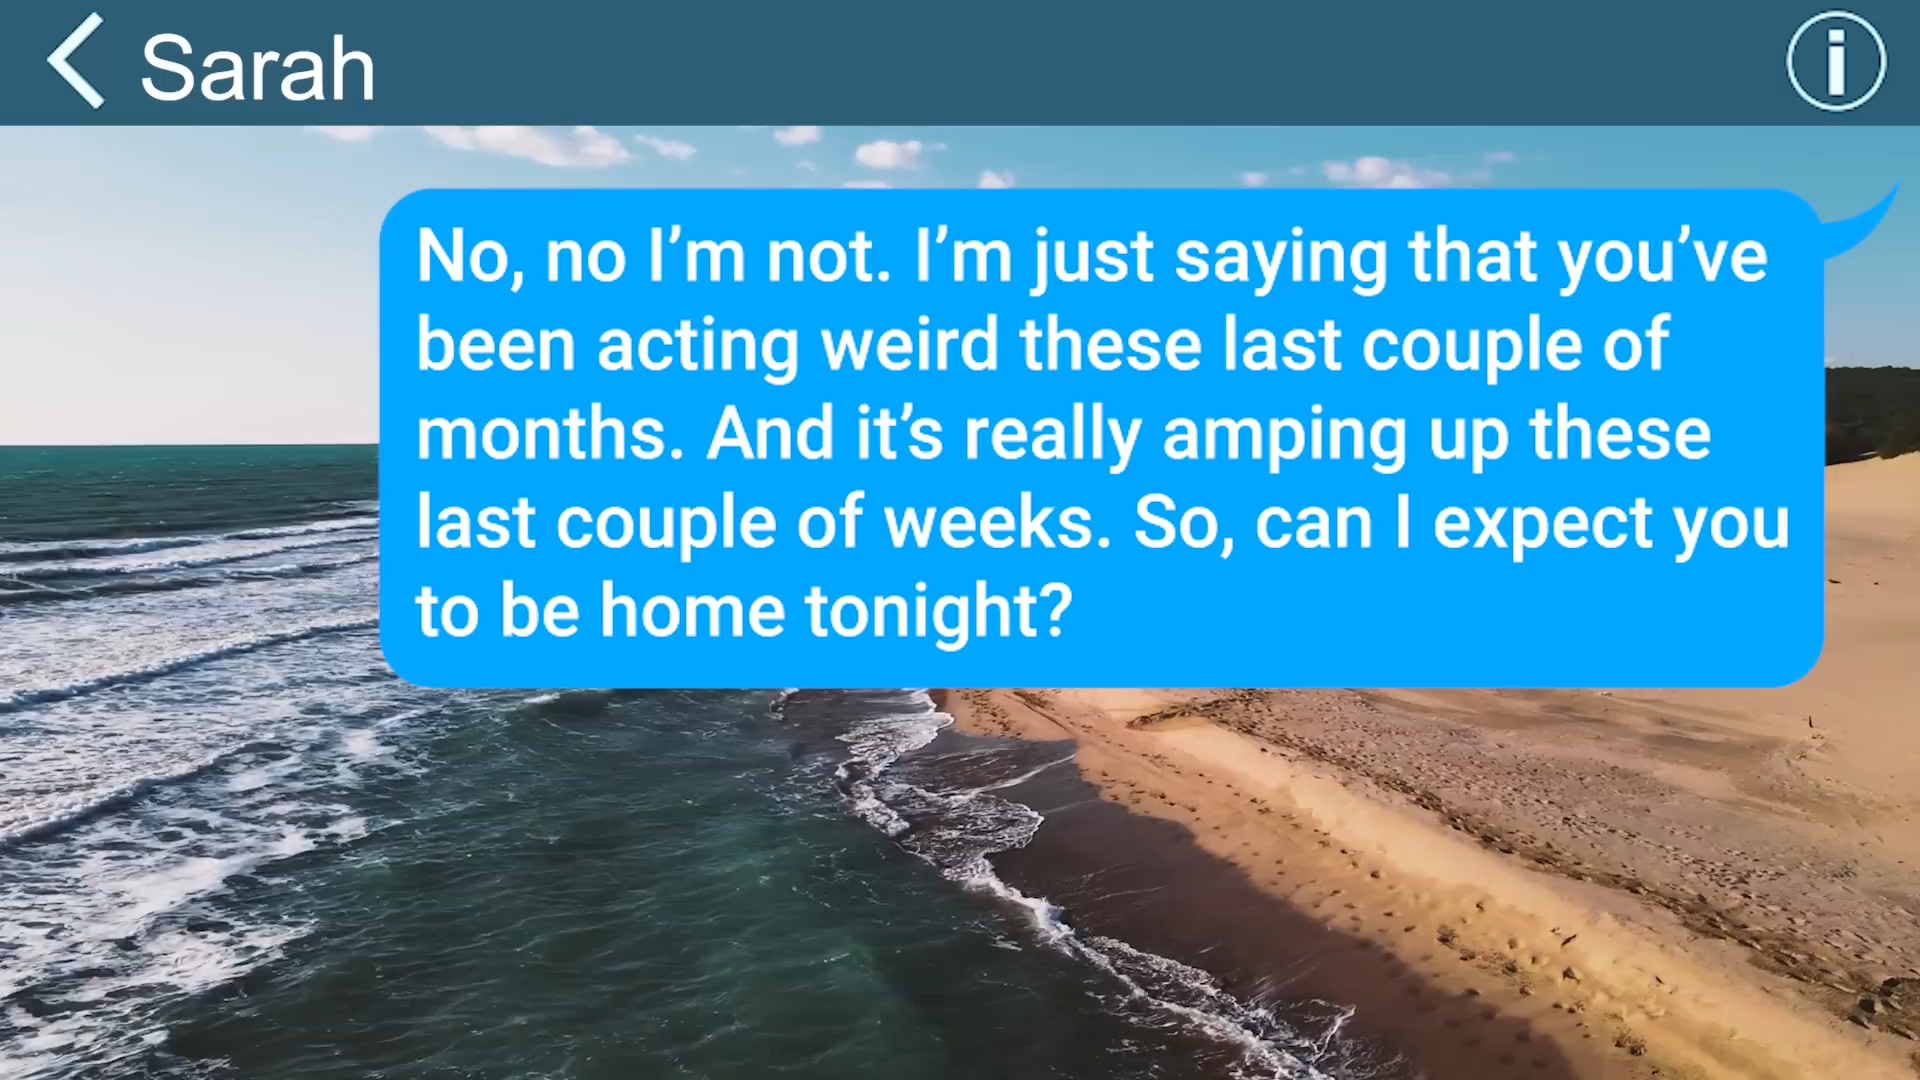 Sarah
No, no I’m not. I’m just saying that you’ve
been acting weird these last couple of
months. And it’s really amping up these
last couple of weeks. So, can I expect you
to be home tonight?